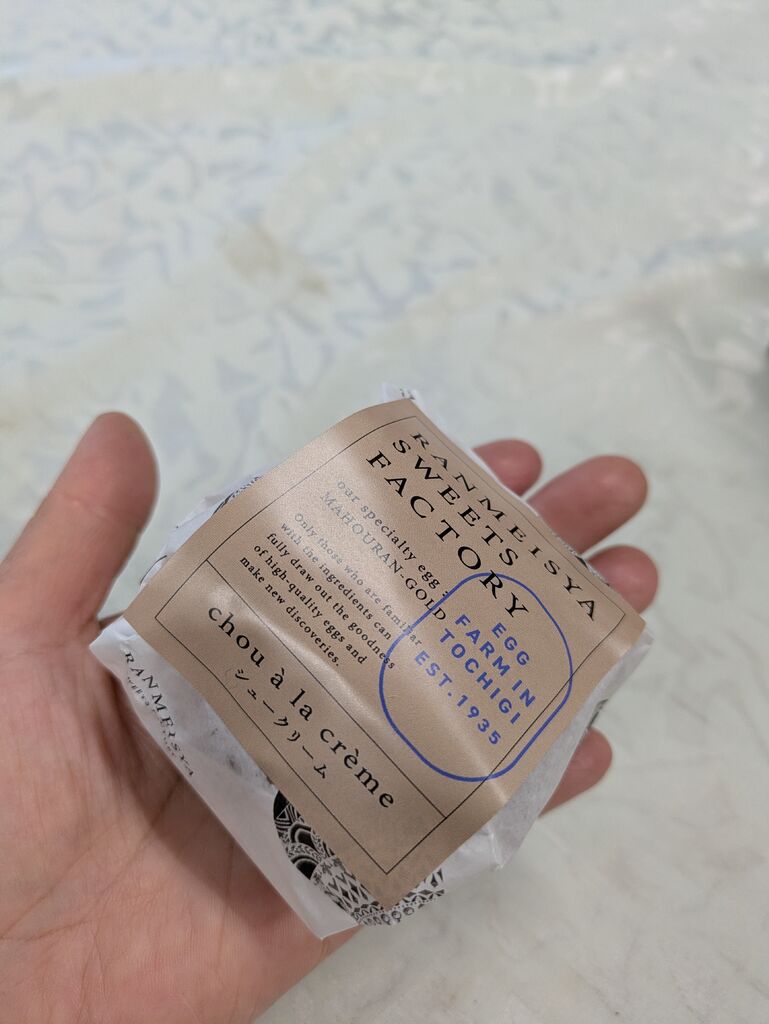 RANMEISYA
SWEETS
FACTORY
our specialty egg :
MAHOURAN-GOLD
Only those who are familiar
with the ingredients can
fully draw out the goodness
of high-quality eggs and
make new discoveries.
EGG
FARM IN
TOCHIGI
EST.1935
chou à la crème
シュークリーム
RANMEISYA